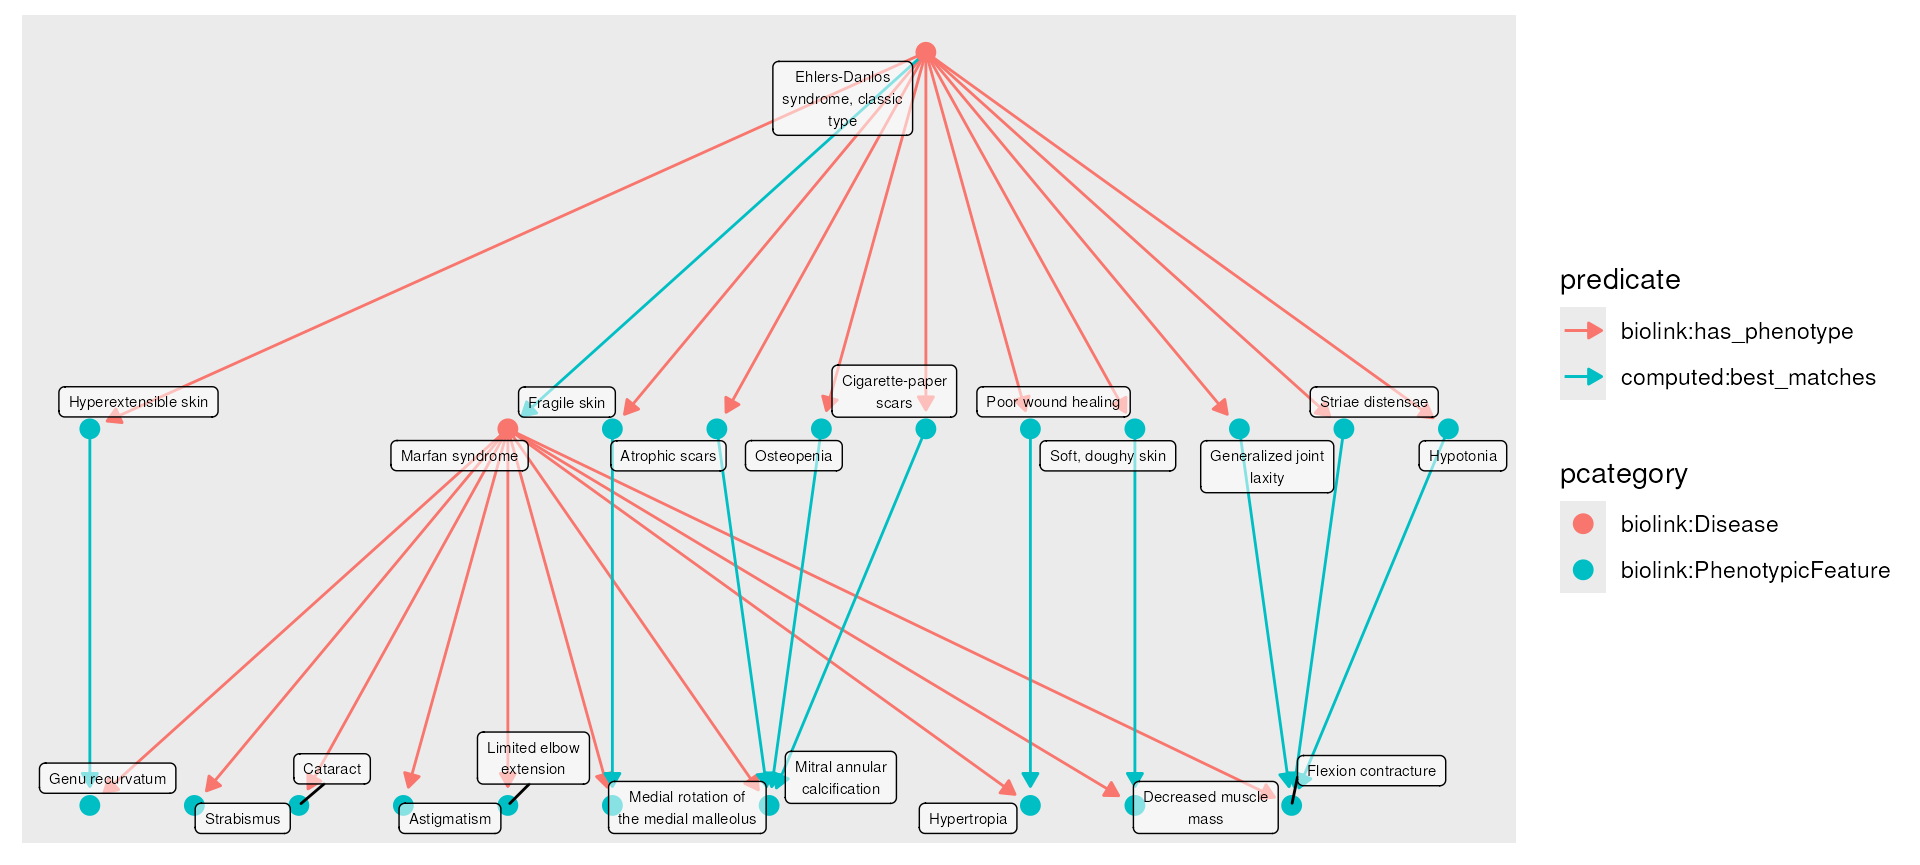 Ehlers-Danlos
syndrome, classic
type
Hyperextensible skin
Fragile skin
Cigarette-paper
scars
Poor wound healing
Striae distensae
Marfan syndrome
Atrophic scars
Osteopenia
Soft, doughy skin
Generalized joint
laxity
Hypotonia
Genu recurvatum
Strabismus
Cataract
Astigmatism
Limited elbow
extension
Medial rotation of
the medial malleolus
Mitral annular
calcification
Hypertropia
Decreased muscle
mass
Flexion contracture
predicate
biolink:has_phenotype
computed:best_matches
pcategory
biolink:Disease
biolink:PhenotypicFeature